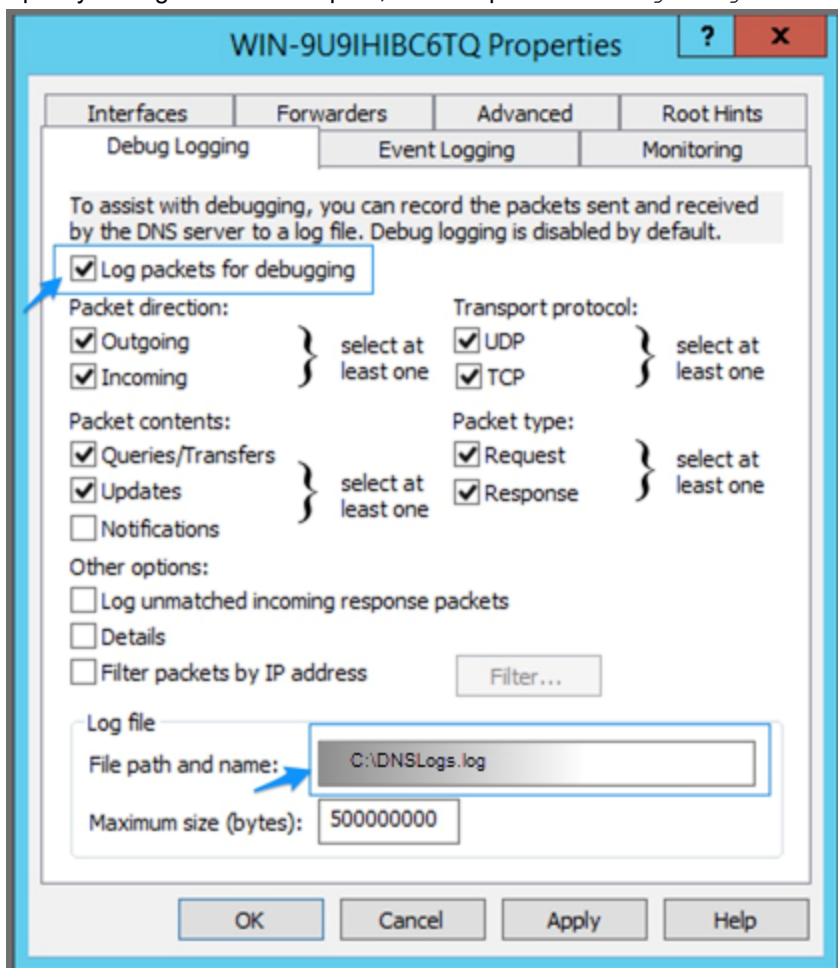 WIN-9U9IHIBC6TQ Properties
?
x
Interfaces
Forwarders
Advanced
Root Hints
Debug Logging
Event Logging
Monitoring
To assist with debugging, you can record the packets sent and received
by the DNS server to a log file. Debug logging is disabled by default.
Log packets for debugging
Packet direction:
Transport protocol:
Outgoing
Incoming
select at
least one
UDP
TCP
select at
least one
Packet contents:
Packet type:
Queries/Transfers
Updates
Notifications
select at
least one
Request
Response
select at
least one
Other options:
Log unmatched incoming response packets
Details
Filter packets by IP address
Filter...
Log file
File path and name:
C:\DNSLogs.log
Maximum size (bytes):
500000000
OK
Cancel
Apply
Help